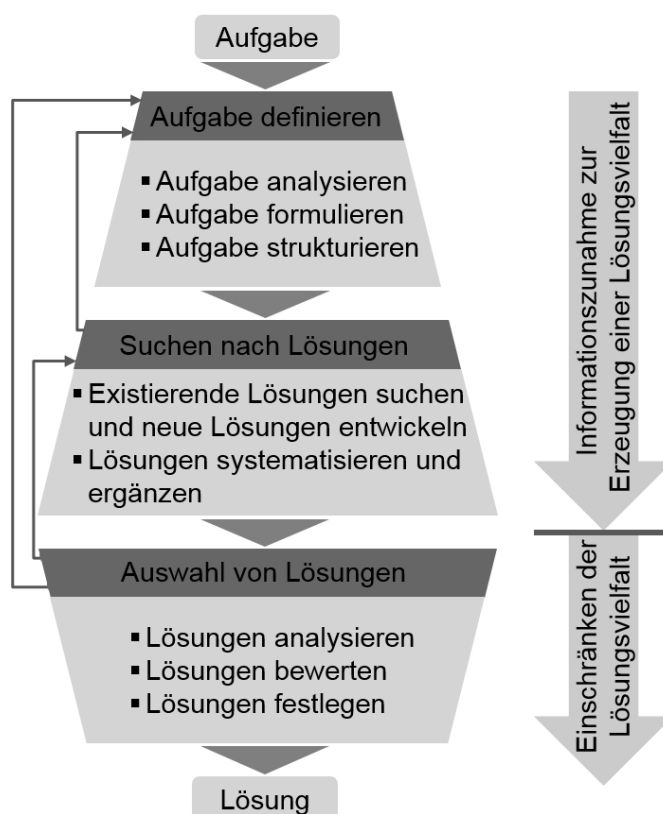 Aufgabe
Aufgabe definieren
▪ Aufgabe analysieren
▪ Aufgabe formulieren
▪ Aufgabe strukturieren
Suchen nach Lösungen
▪ Existierende Lösungen suchen
und neue Lösungen entwickeln
▪ Lösungen systematisieren und
ergänzen
Auswahl von Lösungen
▪ Lösungen analysieren
▪ Lösungen bewerten
▪ Lösungen festlegen
Lösung
Informationszunahme zur
Erzeugung einer Lösungsvielfalt
Einschränken der
Lösungsvielfalt